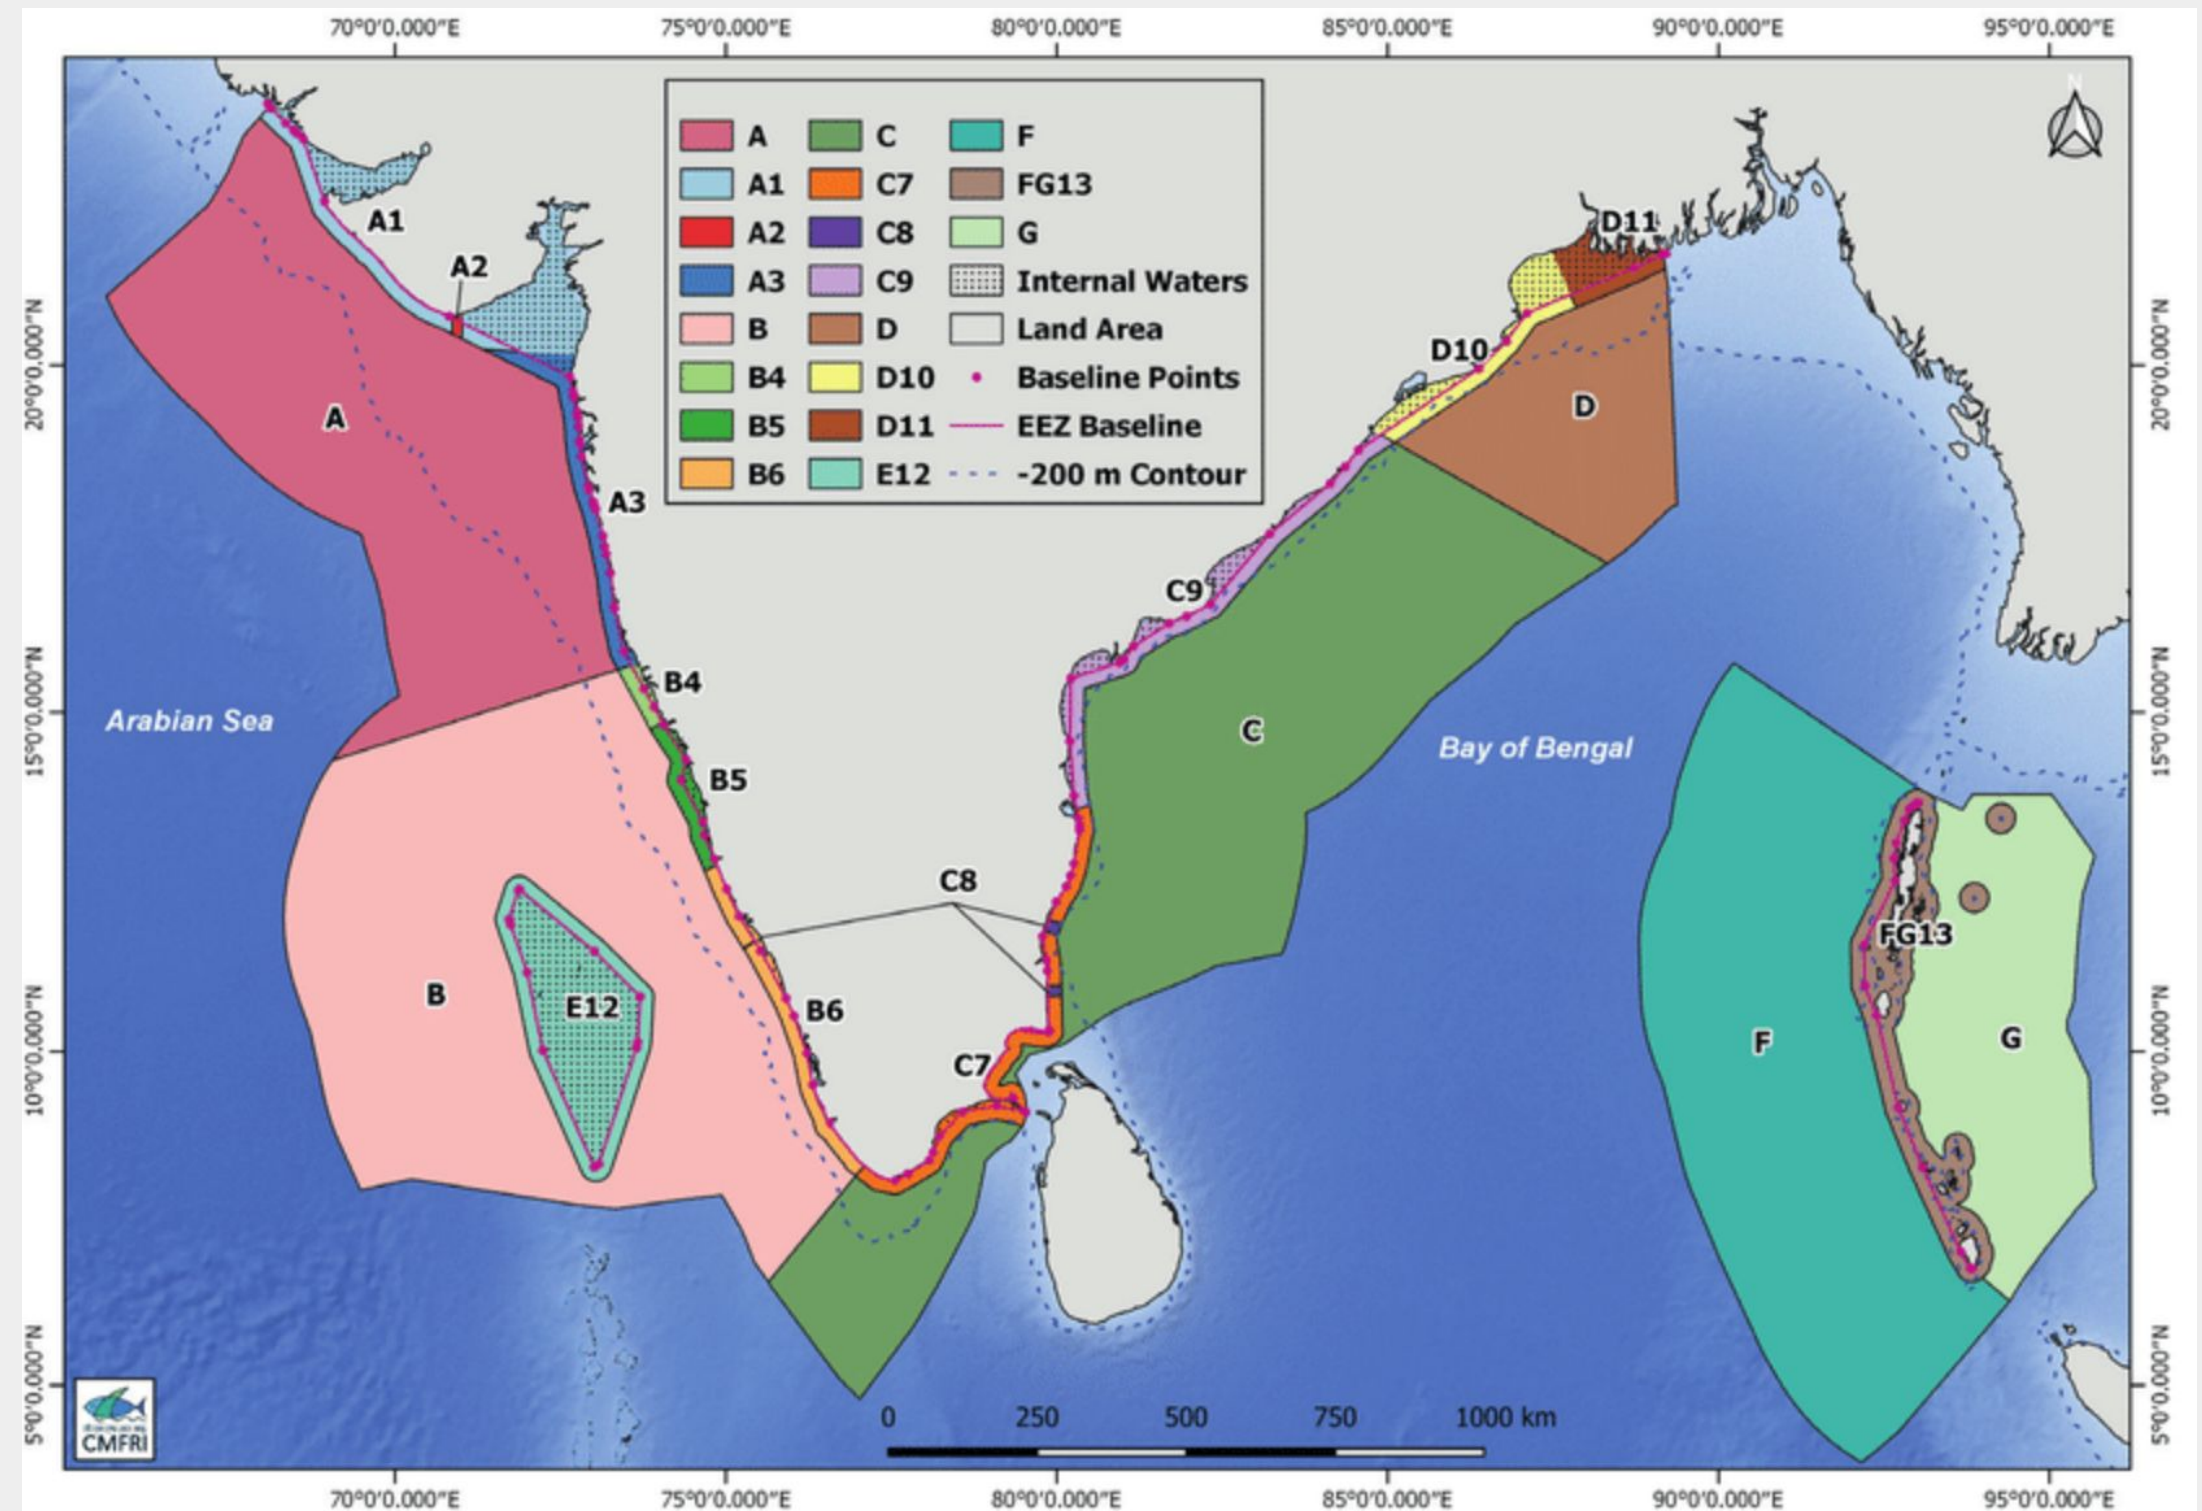 70°0'0.000"E 75°0'0.000"E 80°0'0.000"E 85°0'0.000"E 90°0'0.000"E 95°0'0.000"E
N
A C F
A1 C7 FG13
A2 C8 G
A3 C9 Internal Waters
B D Land Area
B4 D10 Baseline Points
B5 D11 EEZ Baseline
B6 E12 -200 m Contour
A1
A2
D11
20°0'0.000"N
20°0'0.000"N
D10
A
D
A3
C9
B4
15°0'0.000"N
15°0'0.000"N
Arabian Sea
C
Bay of Bengal
B5
C8
FG13
B
E12
B6
10°0'0.000"N
10°0'0.000"N
F
G
C7
5°0'0.000"N
5°0'0.000"N
CMFRI
0 250 500 750 1000 km
70°0'0.000"E 75°0'0.000"E 80°0'0.000"E 85°0'0.000"E 90°0'0.000"E 95°0'0.000"E